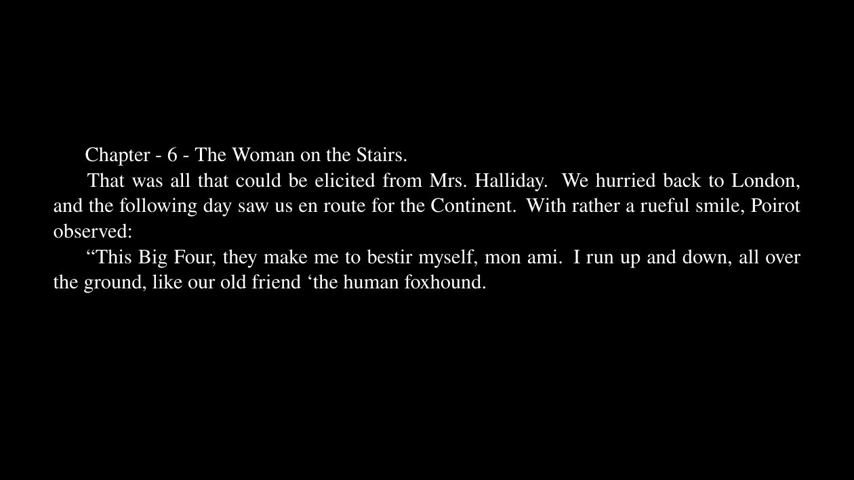 Chapter - 6 - The Woman on the Stairs.
That was all that could be elicited from Mrs. Halliday. We hurried back to London,
and the following day saw us en route for the Continent. With rather a rueful smile, Poirot
observed:
“This Big Four, they make me to bestir myself, mon ami. I run up and down, all over
the ground, like our old friend ‘the human foxhound.